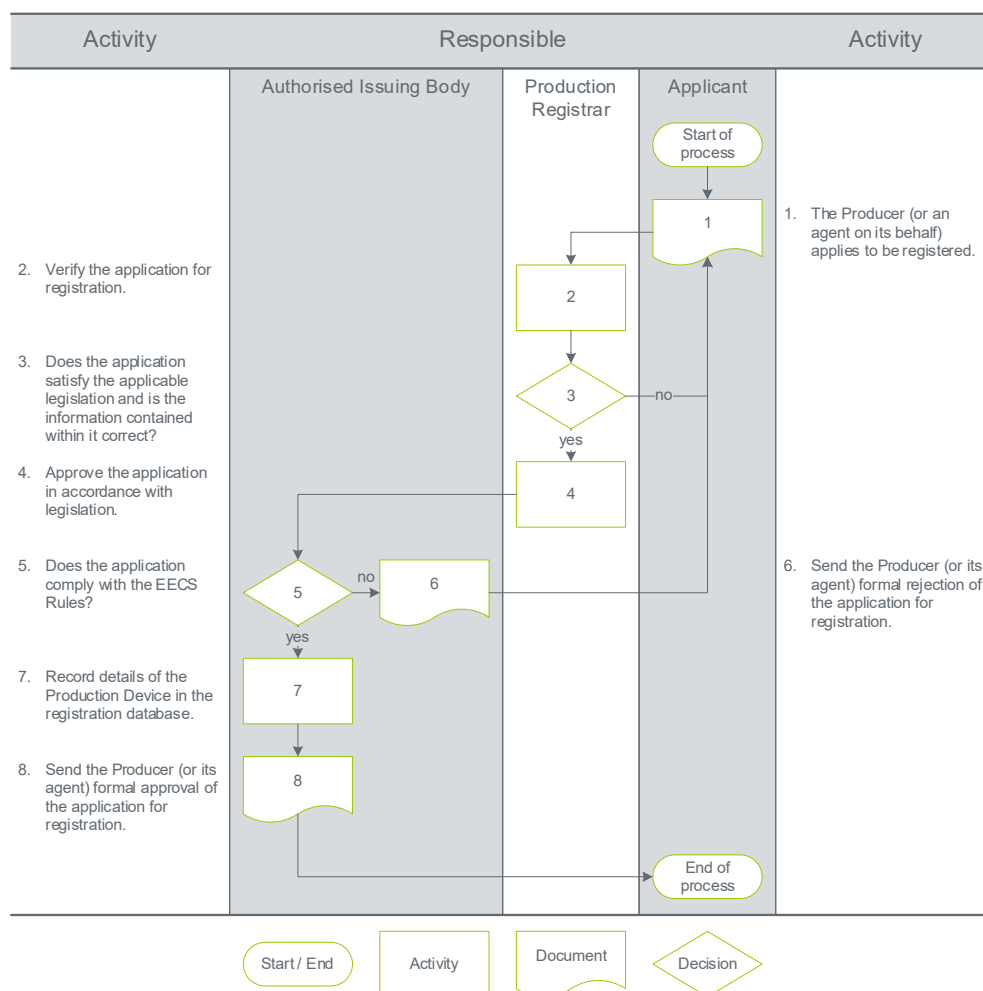 Activity
Responsible
Activity
Authorised Issuing Body
Production
Registrar
Applicant
Start of
process
1
1. The Producer (or an
agent on its behalf)
applies to be registered.
2. Verify the application for
registration.
2
3. Does the application
satisfy the applicable
legislation and is the
information contained
within it correct?
3
no
yes
4. Approve the application
in accordance with
legislation.
4
5. Does the application
comply with the EECS
Rules?
5
no
6
yes
6. Send the Producer (or its
agent) formal rejection of
the application for
registration.
7. Record details of the
Production Device in the
registration database.
7
8. Send the Producer (or its
agent) formal approval of
the application for
registration.
8
End of
process
Start / End
Activity
Document
Decision